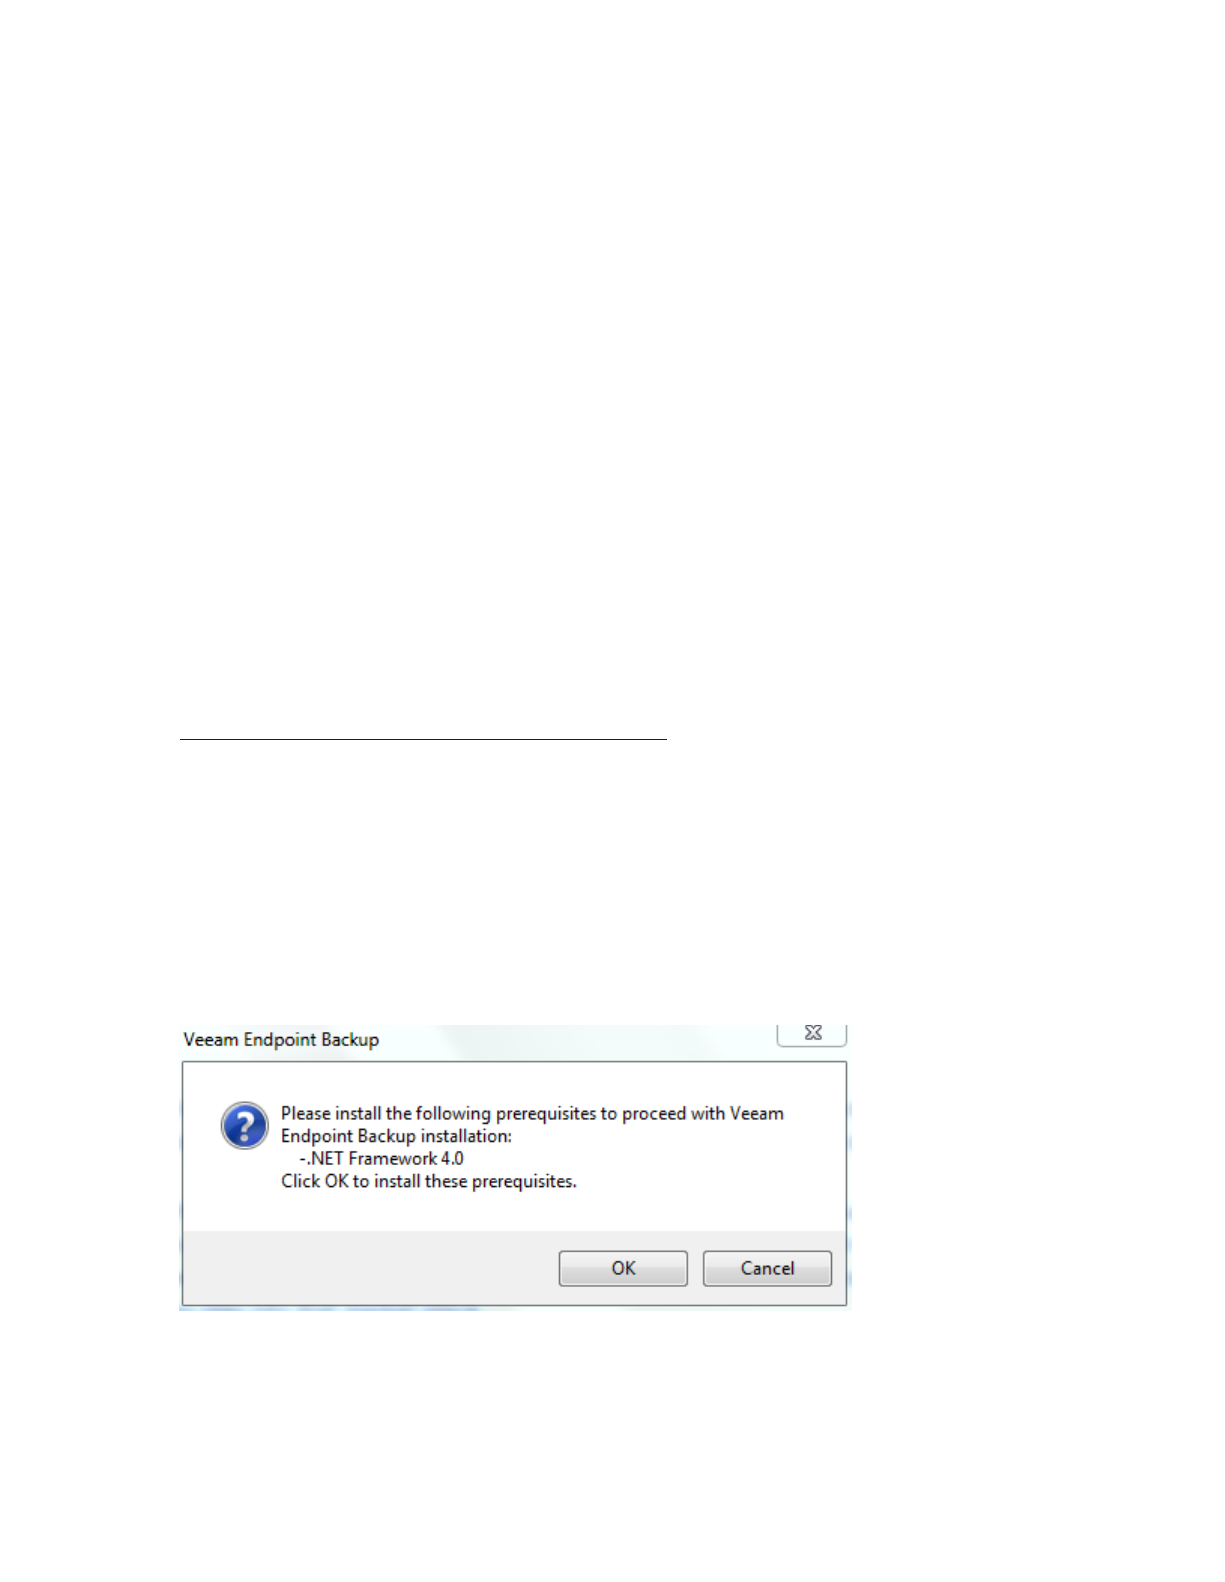 Veeam Endpoint Backup
Please install the following prerequisites to proceed with Veeam
Endpoint Backup installation:
-.NET Framework 4.0
Click OK to install these prerequisites.
OK
Cancel